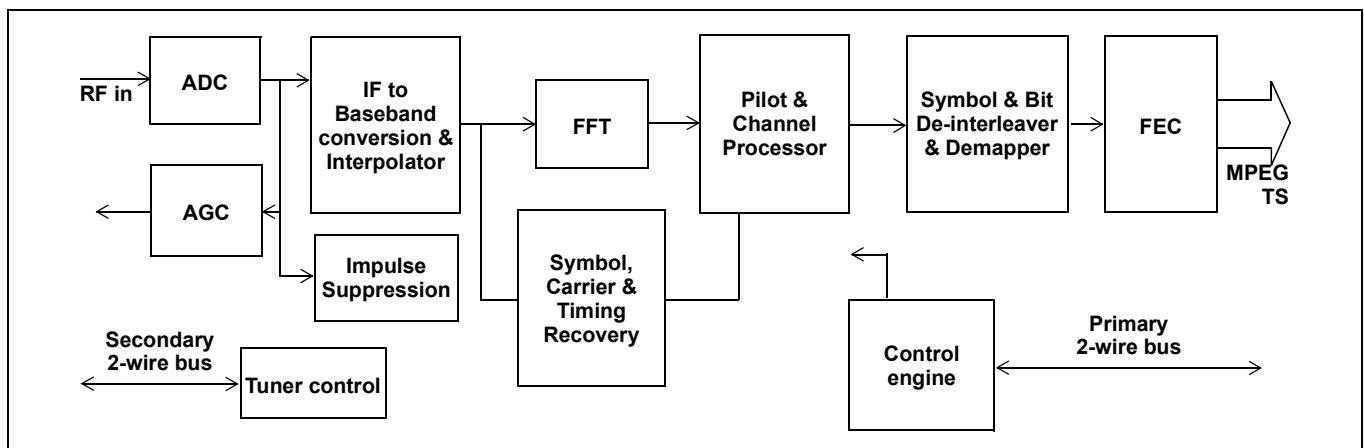 RF in
ADC
IF to
Baseband
conversion &
Interpolator
FFT
Pilot &
Channel
Processor
Symbol & Bit
De-interleaver
& Demapper
FEC
MPEG
TS
AGC
Impulse
Suppression
Symbol,
Carrier &
Timing
Recovery
Secondary
2-wire bus
Tuner control
Control
engine
Primary
2-wire bus